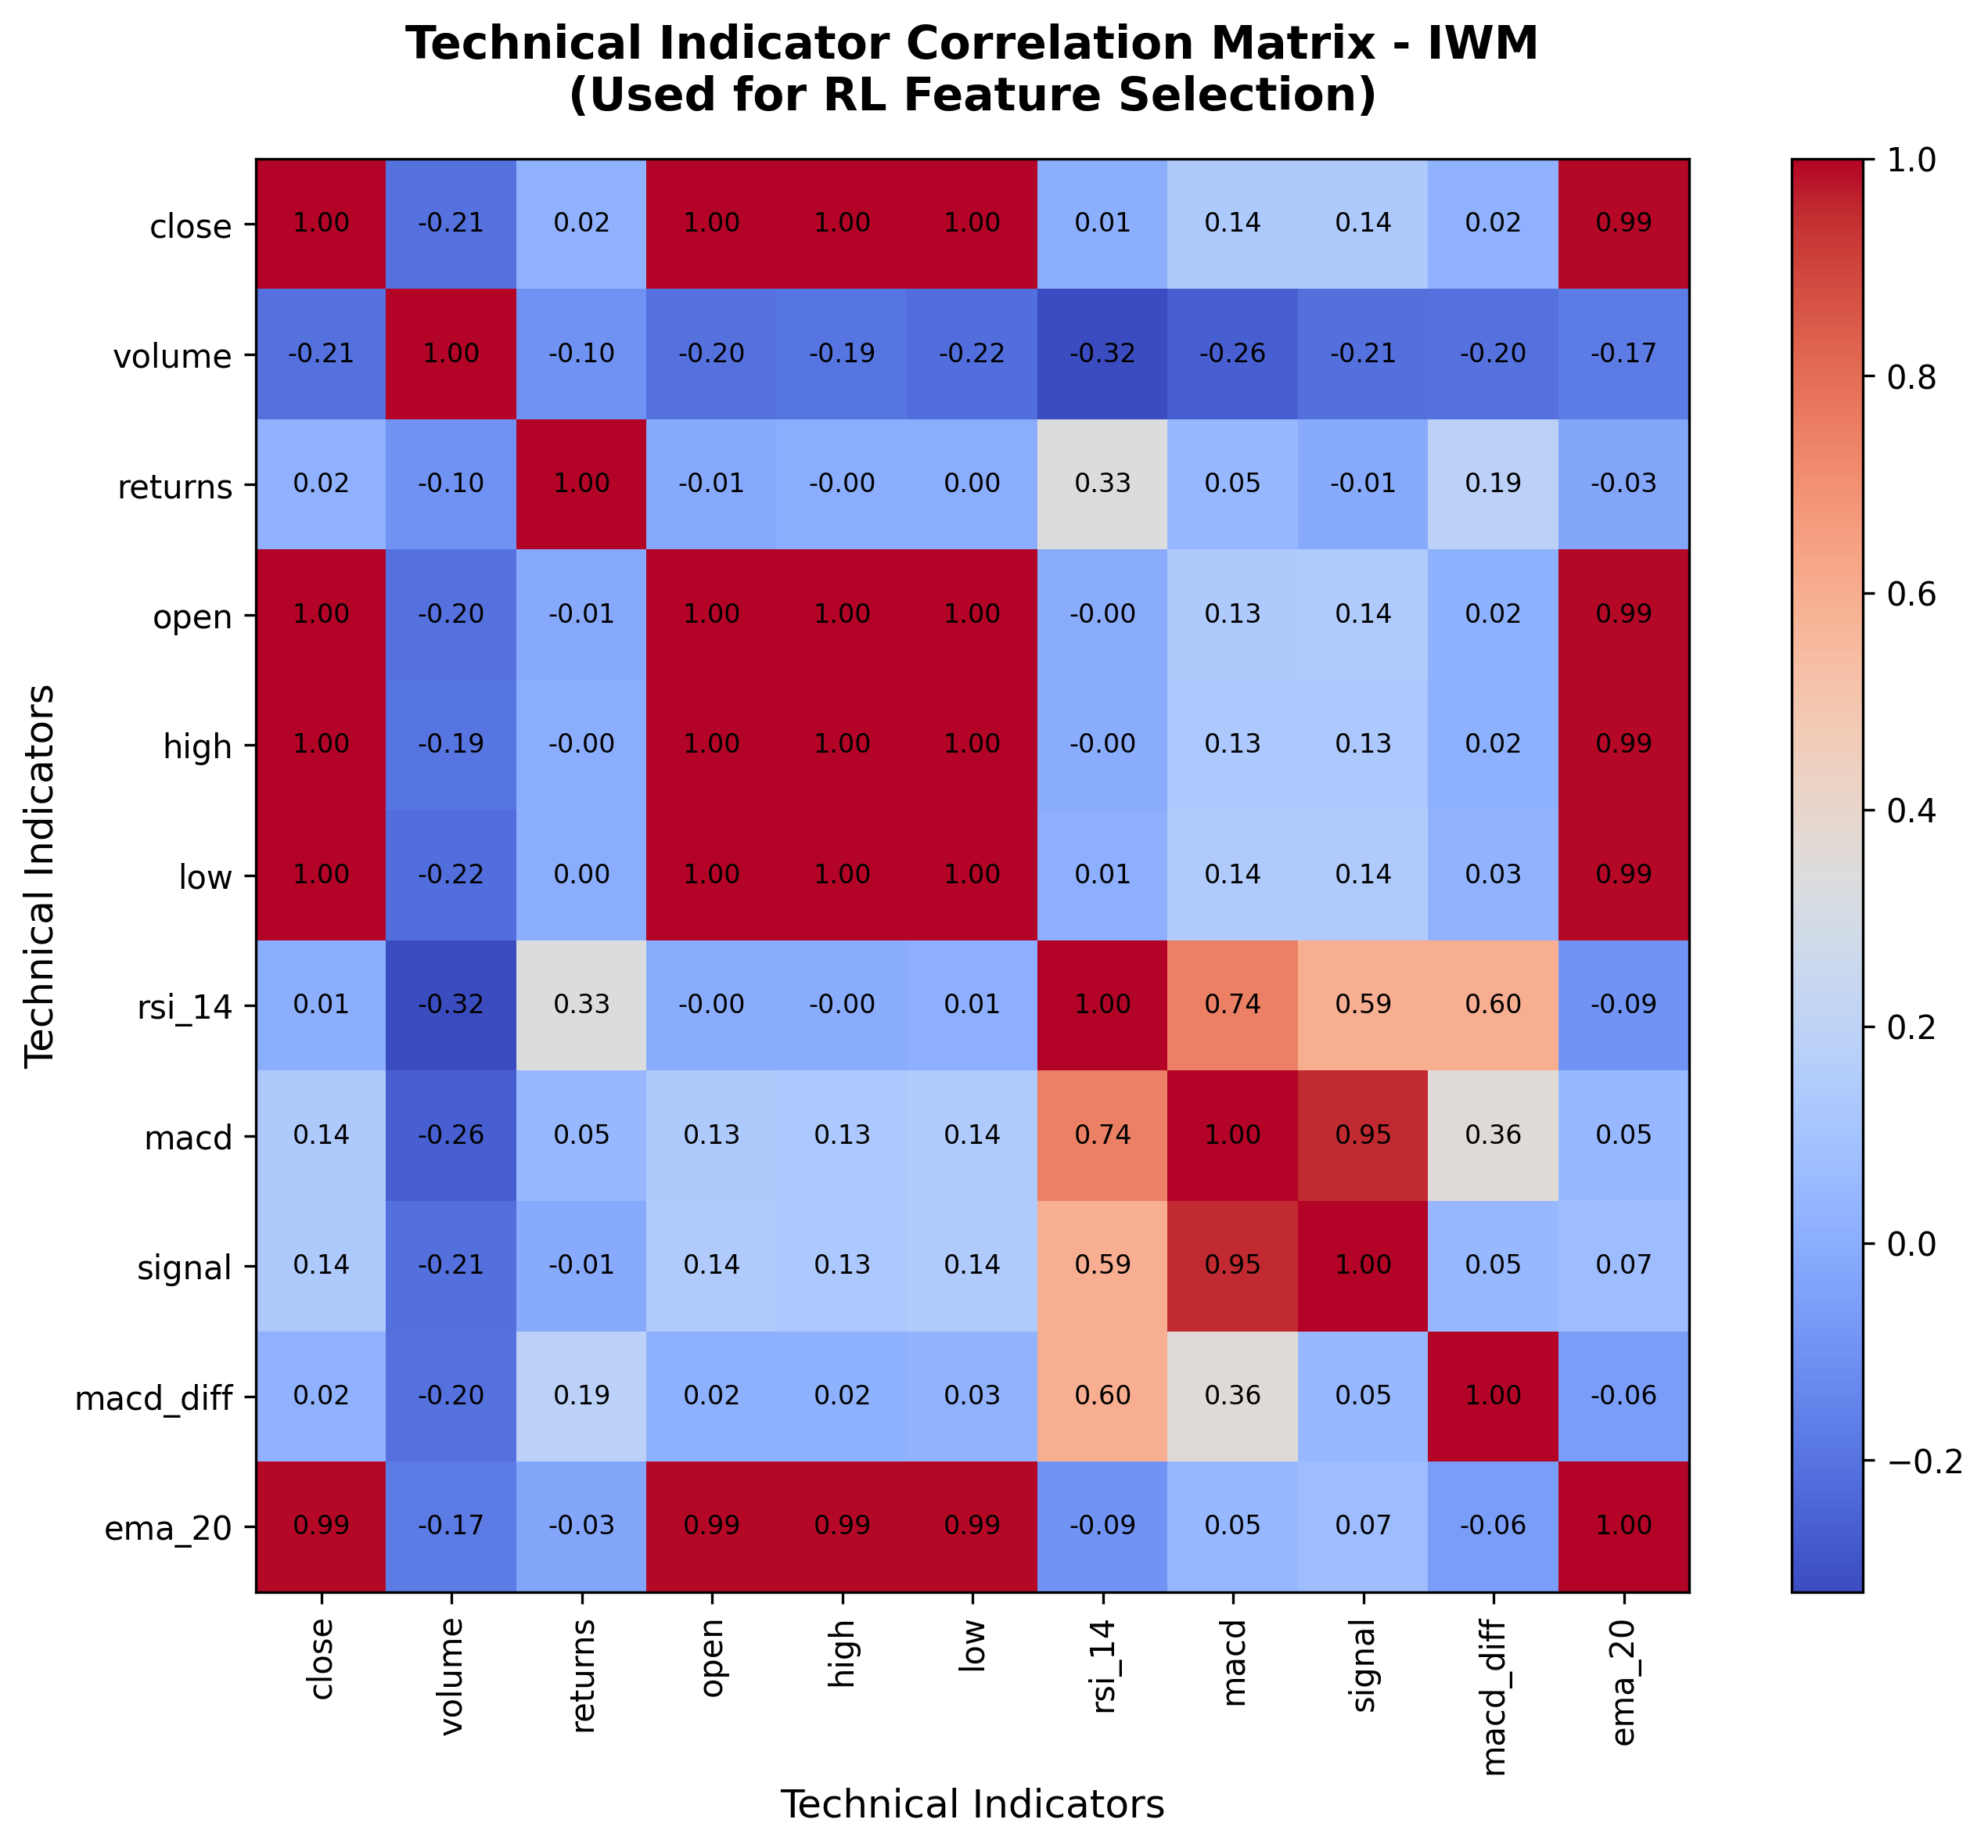 Technical Indicator Correlation Matrix - IWM
(Used for RL Feature Selection)
Technical Indicators
close 1.00 -0.21 0.02 1.00 1.00 1.00 0.01 0.14 0.14 0.02 0.99
volume -0.21 1.00 -0.10 -0.20 -0.19 -0.22 -0.32 -0.26 -0.21 -0.20 -0.17
returns 0.02 -0.10 1.00 -0.01 -0.00 0.00 0.33 0.05 -0.01 0.19 -0.03
open 1.00 -0.20 -0.01 1.00 1.00 1.00 -0.00 0.13 0.14 0.02 0.99
high 1.00 -0.19 -0.00 1.00 1.00 1.00 -0.00 0.13 0.13 0.02 0.99
low 1.00 -0.22 0.00 1.00 1.00 1.00 0.01 0.14 0.14 0.03 0.99
rsi_14 0.01 -0.32 0.33 -0.00 -0.00 0.01 1.00 0.74 0.59 0.60 -0.09
macd 0.14 -0.26 0.05 0.13 0.13 0.14 0.74 1.00 0.95 0.36 0.05
signal 0.14 -0.21 -0.01 0.14 0.13 0.14 0.59 0.95 1.00 0.05 0.07
macd_diff 0.02 -0.20 0.19 0.02 0.02 0.03 0.60 0.36 0.05 1.00 -0.06
ema_20 0.99 -0.17 -0.03 0.99 0.99 0.99 -0.09 0.05 0.07 -0.06 1.00
close volume returns open high low rsi_14 macd signal macd_diff ema_20
Technical Indicators
1.0
0.8
0.6
0.4
0.2
0.0
−0.2